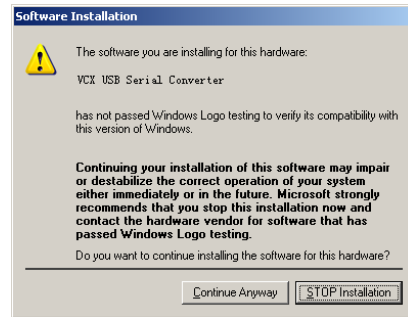 Software Installation
The software you are installing for this hardware:
VCX USB Serial Converter
has not passed Windows Logo testing to verify its compatibility with
this version of Windows.
Continuing your installation of this software may impair
or destabilize the correct operation of your system
either immediately or in the future. Microsoft strongly
recommends that you stop this installation now and
contact the hardware vendor for software that has
passed Windows Logo testing.
Do you want to continue installing the software for this hardware?
Continue Anyway STOP Installation